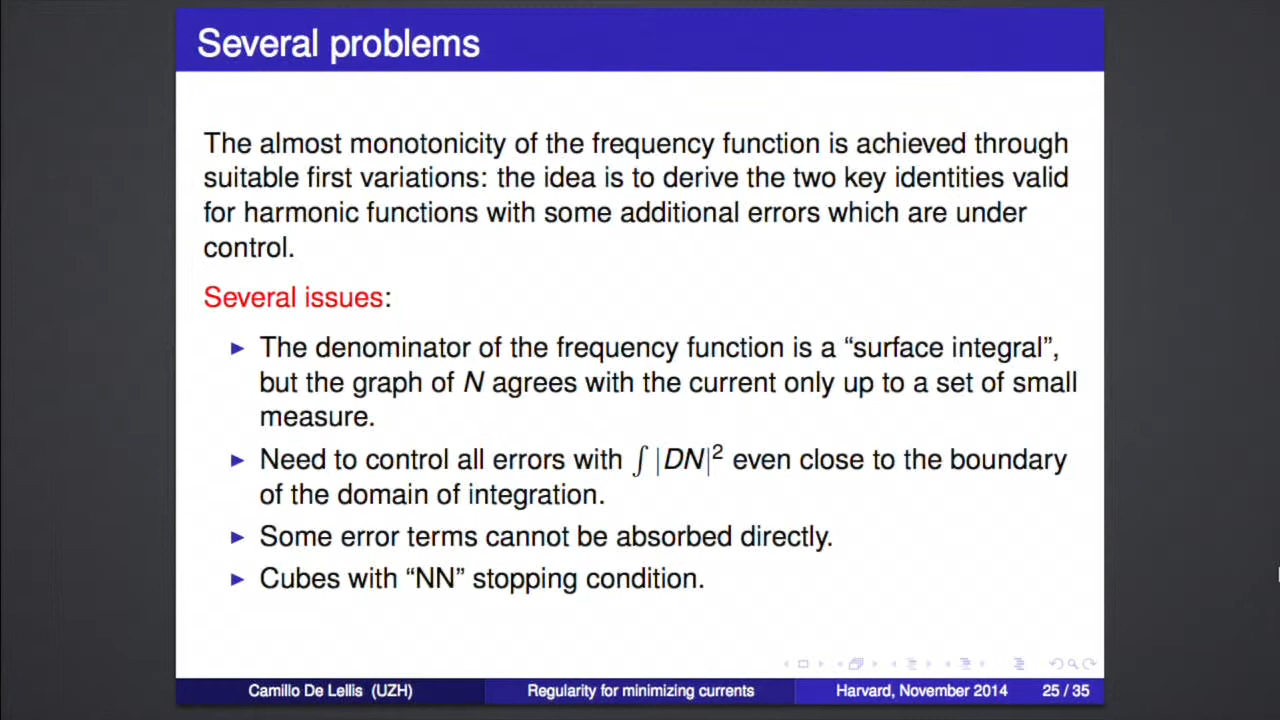 Several problems
The almost monotonicity of the frequency function is achieved through
suitable first variations: the idea is to derive the two key identities valid
for harmonic functions with some additional errors which are under
control.
Several issues:
The denominator of the frequency function is a “surface integral”,
but the graph of N agrees with the current only up to a set of small
measure.
Need to control all errors with ∫ |DN|² even close to the boundary
of the domain of integration.
Some error terms cannot be absorbed directly.
Cubes with “NN” stopping condition.
Camillo De Lellis (UZH) Regularity for minimizing currents Harvard, November 2014 25 / 35